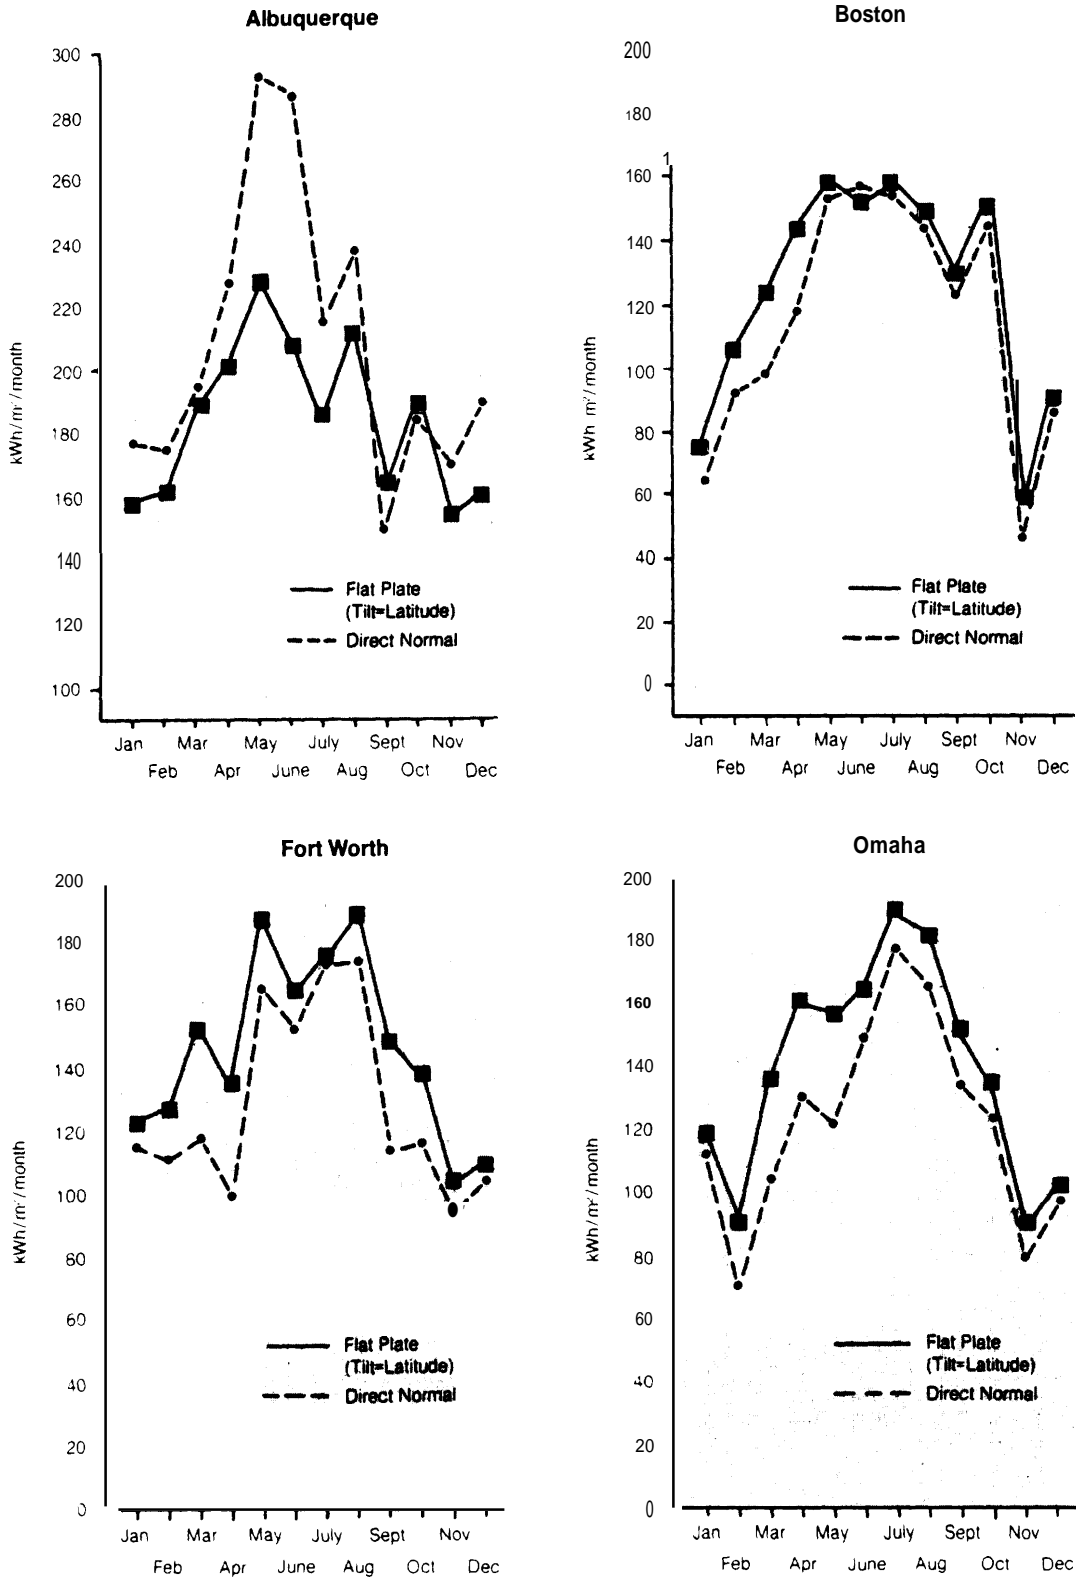 Albuquerque
300
280
260
240
220
200
180
160
140
120
100
kWh/m²/month
Flat Plate
(Tilt=Latitude)
Direct Normal
Jan Mar May July Sept Nov
Feb Apr June Aug Oct Dec
Boston
200
180
1
160
140
120
100
80
60
40
20
0
kWh m²/month
Flat Plate
(Tilt=Latitude)
Direct Normal
Jan Mar May July Sept Nov
Feb Apr June Aug Oct Dec
Fort Worth
200
180
160
140
120
100
80
60
40
20
0
kWh/m²/month
Flat Plate
(Tilt=Latitude)
Direct Normal
Jan Mar May July Sept Nov
Feb Apr June Aug Oct Dec
Omaha
200
180
160
140
120
100
80
60
40
20
0
kWh/m²/month
Flat Plate
(Tilt=Latitude)
Direct Normal
Jan Mar May July Sept Nov
Feb Apr June Aug Oct Dec